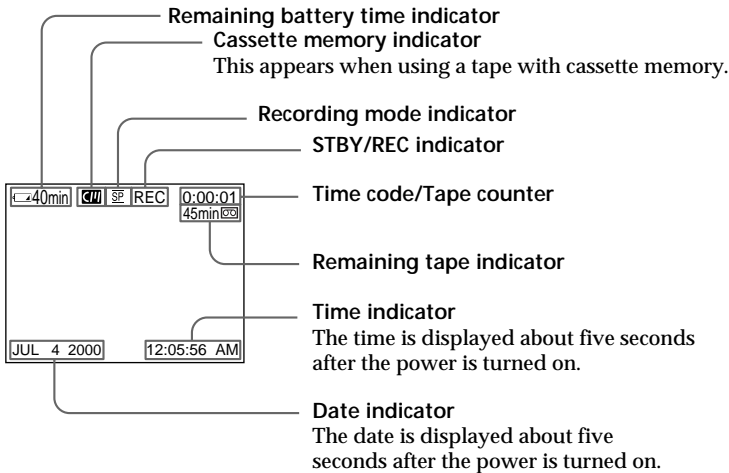 Remaining battery time indicator
Cassette memory indicator
This appears when using a tape with cassette memory.
Recording mode indicator
STBY/REC indicator
40min CM SP REC 0:00:01
Time code/Tape counter
45min
Remaining tape indicator
Time indicator
The time is displayed about five seconds
after the power is turned on.
JUL 4 2000 12:05:56 AM
Date indicator
The date is displayed about five
seconds after the power is turned on.